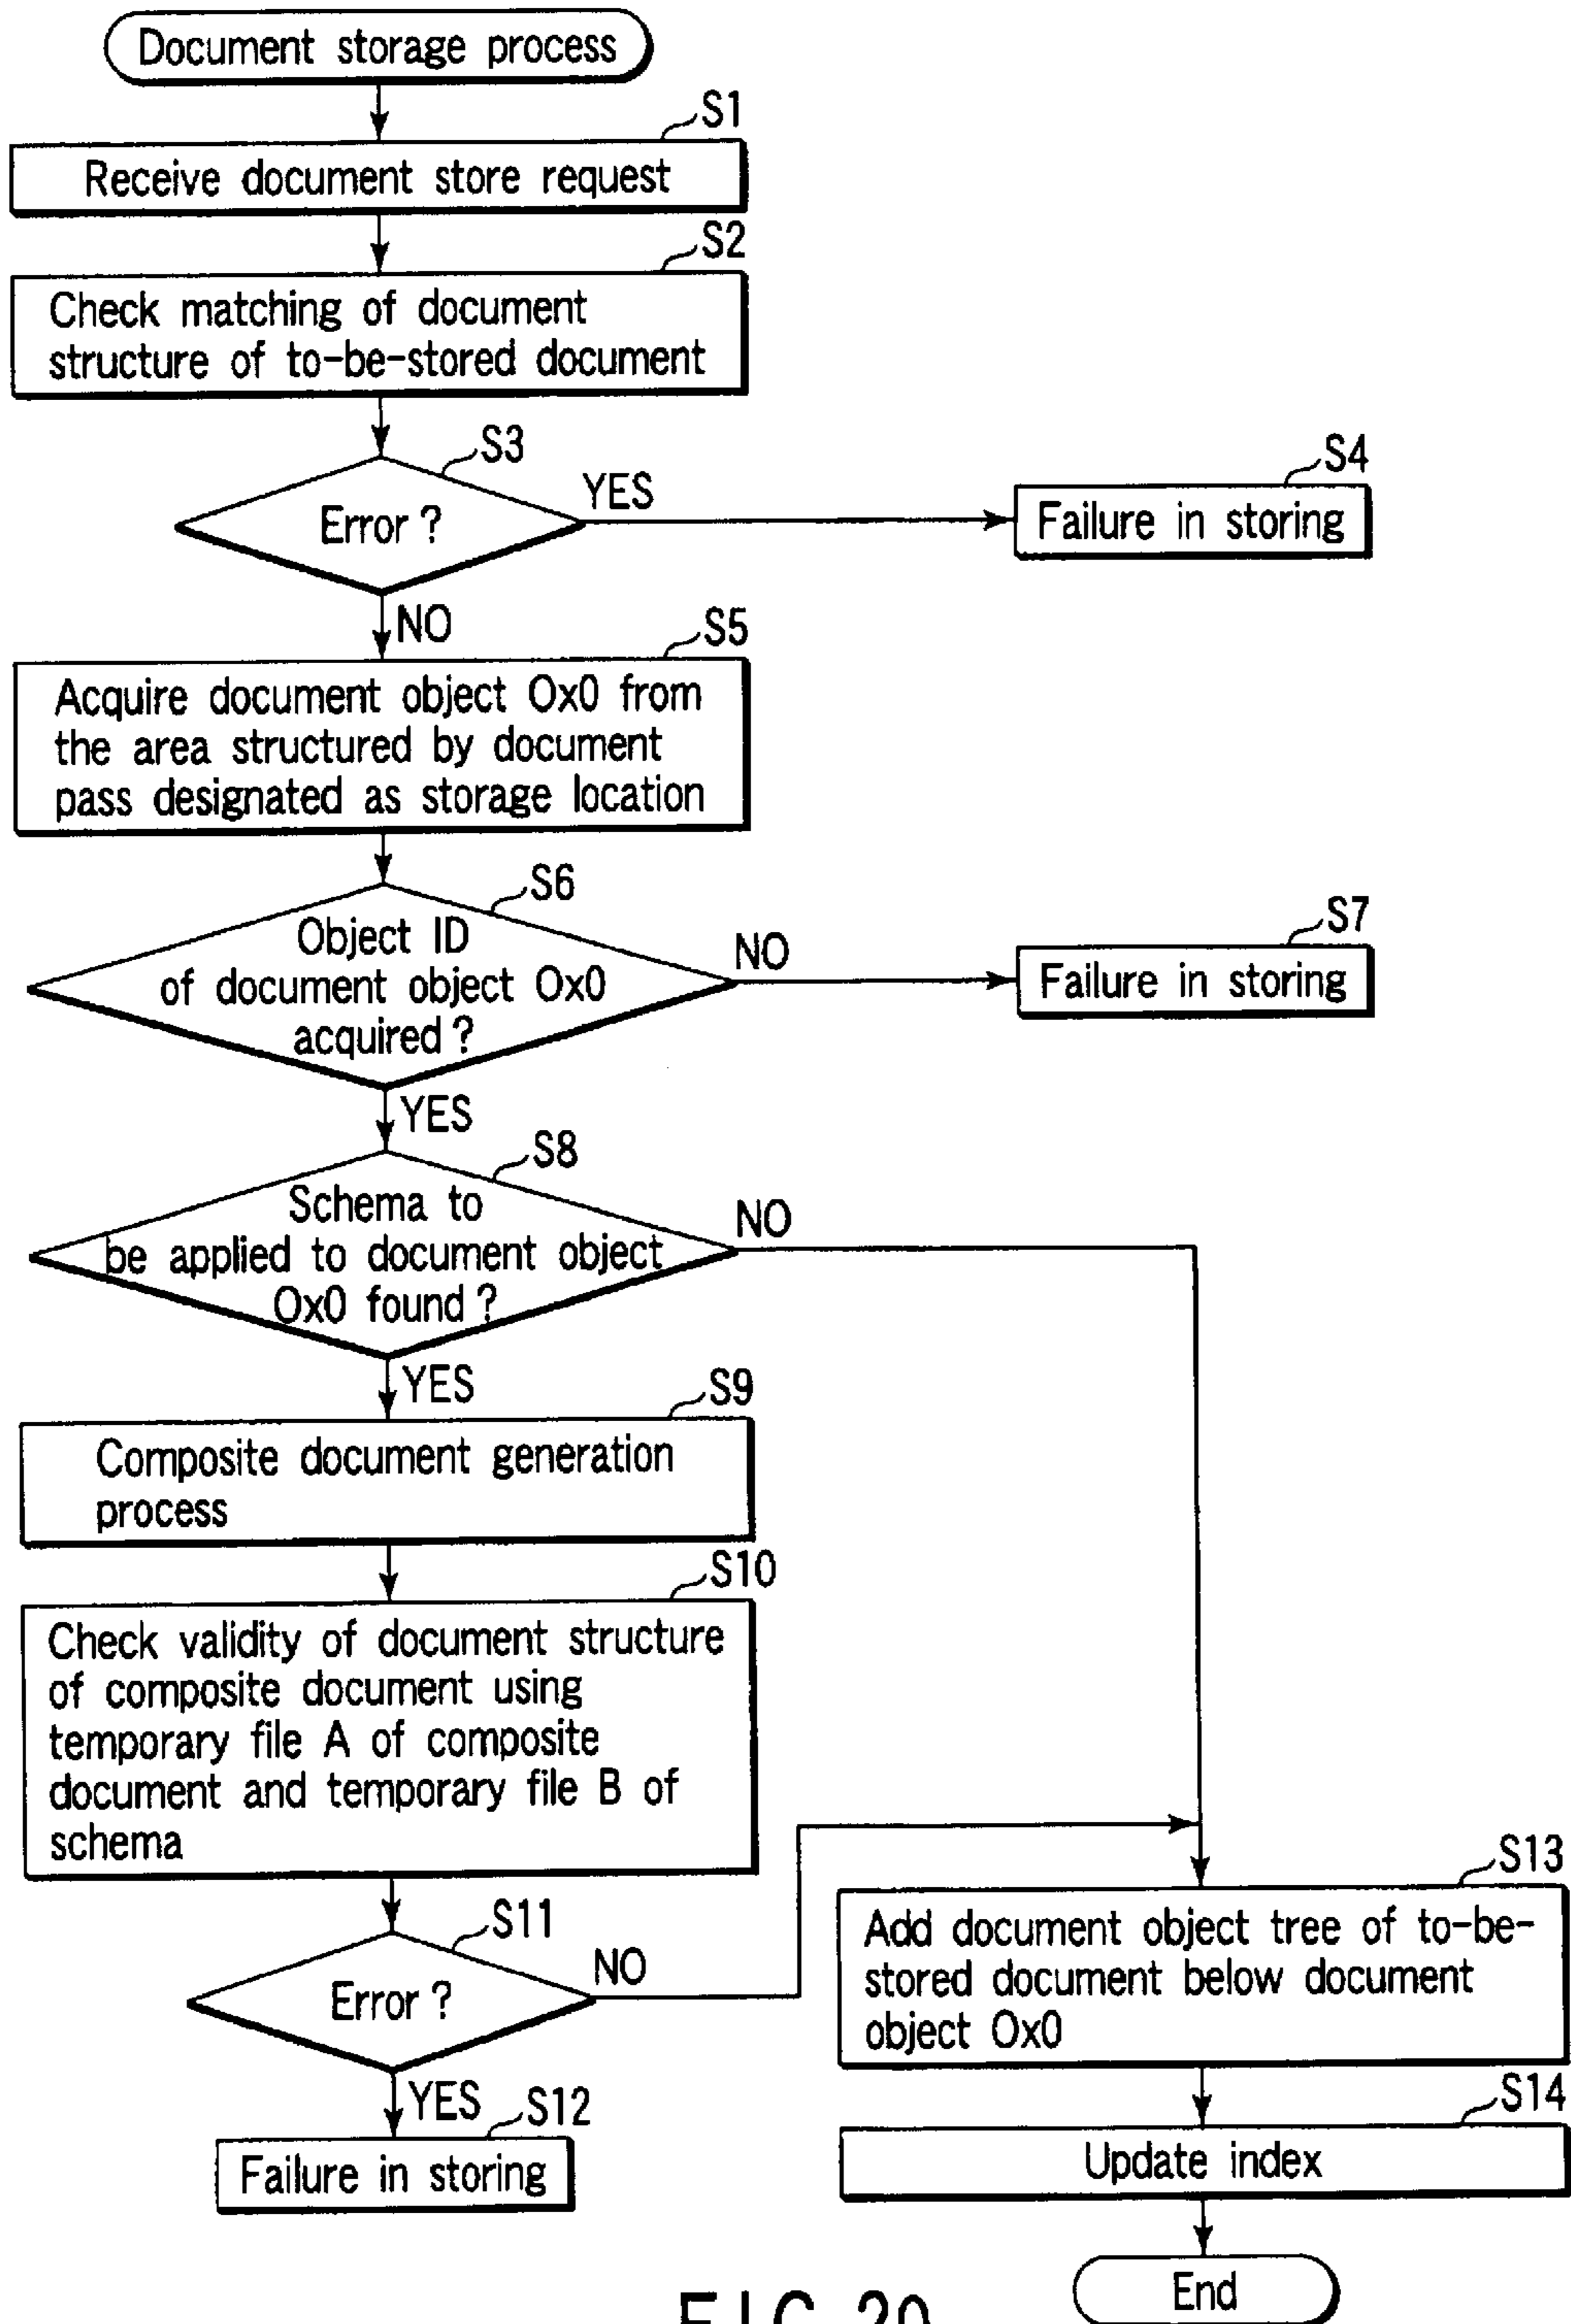 Document storage process
S1
Receive document store request
S2
Check matching of document
structure of to-be-stored document
S3
Error ?
YES
S4
Failure in storing
NO
S5
Acquire document object Ox0 from
the area structured by document
pass designated as storage location
S6
Object ID
of document object Ox0
acquired ?
NO
S7
Failure in storing
YES
S8
Schema to
be applied to document object
Ox0 found ?
NO
YES
S9
Composite document generation
process
S10
Check validity of document structure
of composite document using
temporary file A of composite
document and temporary file B of
schema
S11
Error ?
NO
YES
S12
Failure in storing
S13
Add document object tree of to-be-
stored document below document
object Ox0
S14
Update index
End
FIG. 20